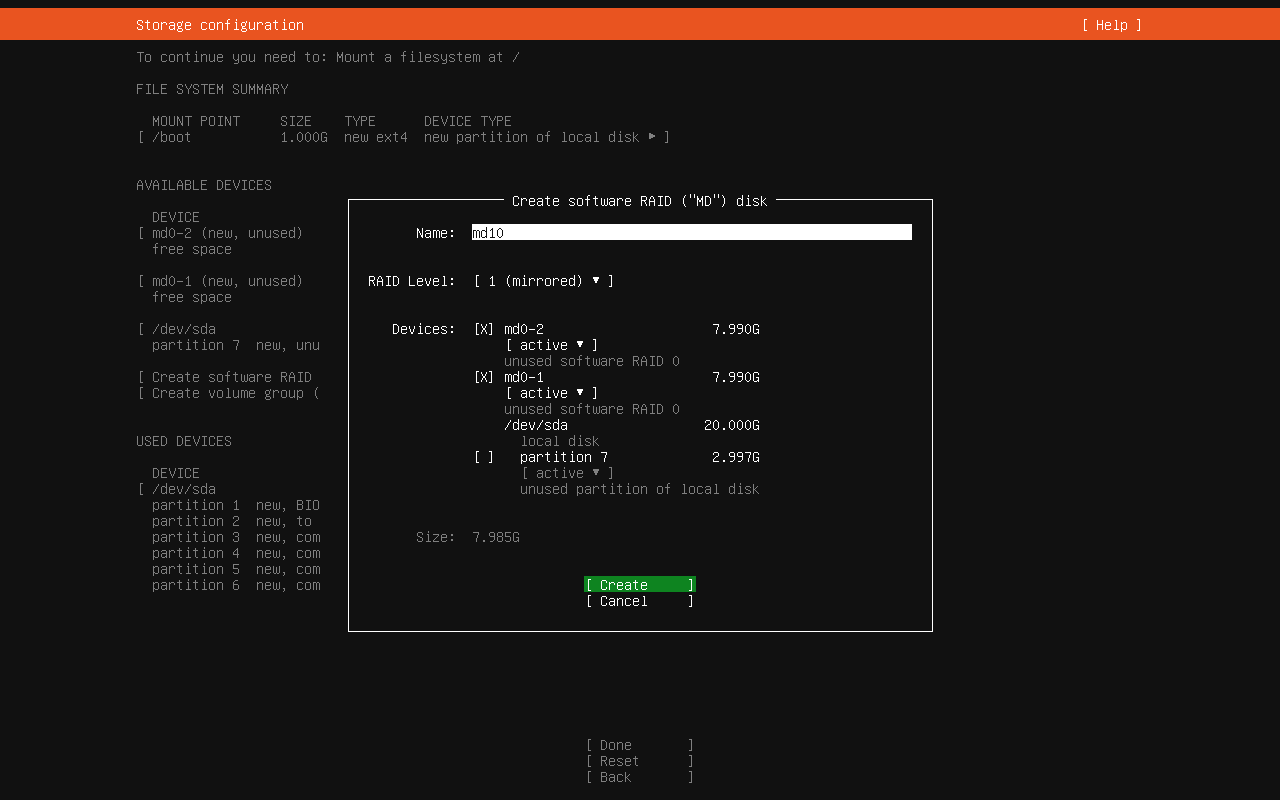 Storage configuration [ Help ]
To continue you need to: Mount a filesystem at /
FILE SYSTEM SUMMARY
MOUNT POINT SIZE TYPE DEVICE TYPE
[ /boot 1.000G new ext4 new partition of local disk ▸ ]
AVAILABLE DEVICES
DEVICE
[ md0-2 (new, unused)
free space
[ md0-1 (new, unused)
free space
[ /dev/sda
partition 7 new, unu
[ Create software RAID
[ Create volume group (
USED DEVICES
DEVICE
[ /dev/sda
partition 1 new, BIO
partition 2 new, to
partition 3 new, com
partition 4 new, com
partition 5 new, com
partition 6 new, com
Create software RAID ("MD") disk
Name: md10
RAID Level: [ 1 (mirrored) ▾ ]
Devices: [X] md0-2 7.990G
[ active ▾ ]
unused software RAID 0
[X] md0-1 7.990G
[ active ▾ ]
unused software RAID 0
/dev/sda 20.000G
local disk
[ ] partition 7 2.997G
[ active ▾ ]
unused partition of local disk
Size: 7.985G
[ Create ]
[ Cancel ]
[ Done ]
[ Reset ]
[ Back ]